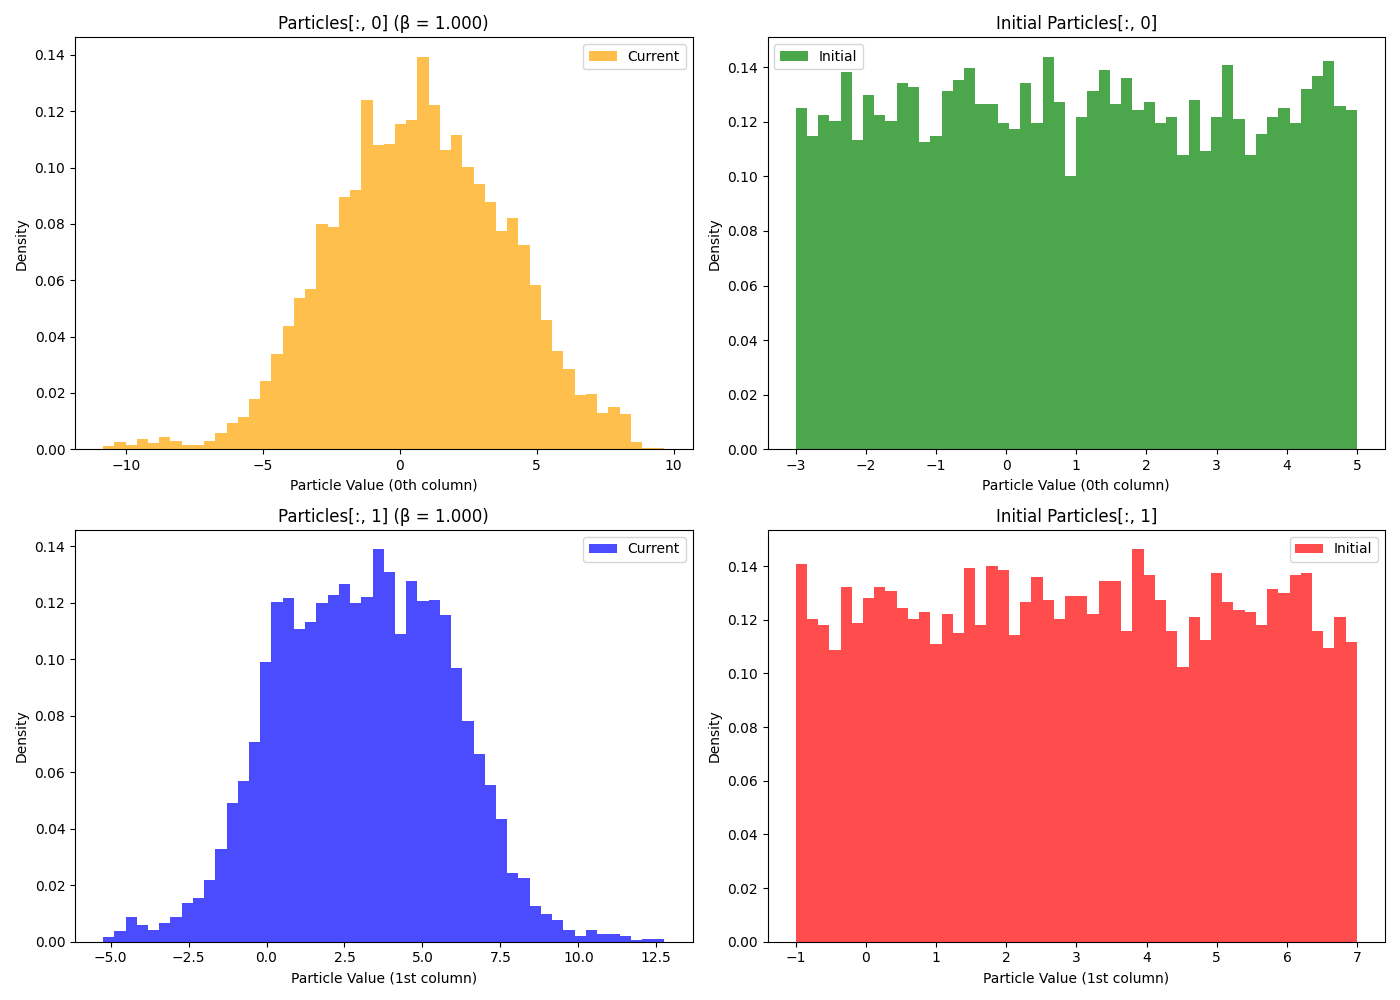 Particles[:, 0] (β = 1.000)
Current
Density
0.14
0.12
0.10
0.08
0.06
0.04
0.02
0.00
−10 −5 0 5 10
Particle Value (0th column)
Initial Particles[:, 0]
Initial
Density
0.14
0.12
0.10
0.08
0.06
0.04
0.02
0.00
−3 −2 −1 0 1 2 3 4 5
Particle Value (0th column)
Particles[:, 1] (β = 1.000)
Current
Density
0.14
0.12
0.10
0.08
0.06
0.04
0.02
0.00
−5.0 −2.5 0.0 2.5 5.0 7.5 10.0 12.5
Particle Value (1st column)
Initial Particles[:, 1]
Initial
Density
0.14
0.12
0.10
0.08
0.06
0.04
0.02
0.00
−1 0 1 2 3 4 5 6 7
Particle Value (1st column)